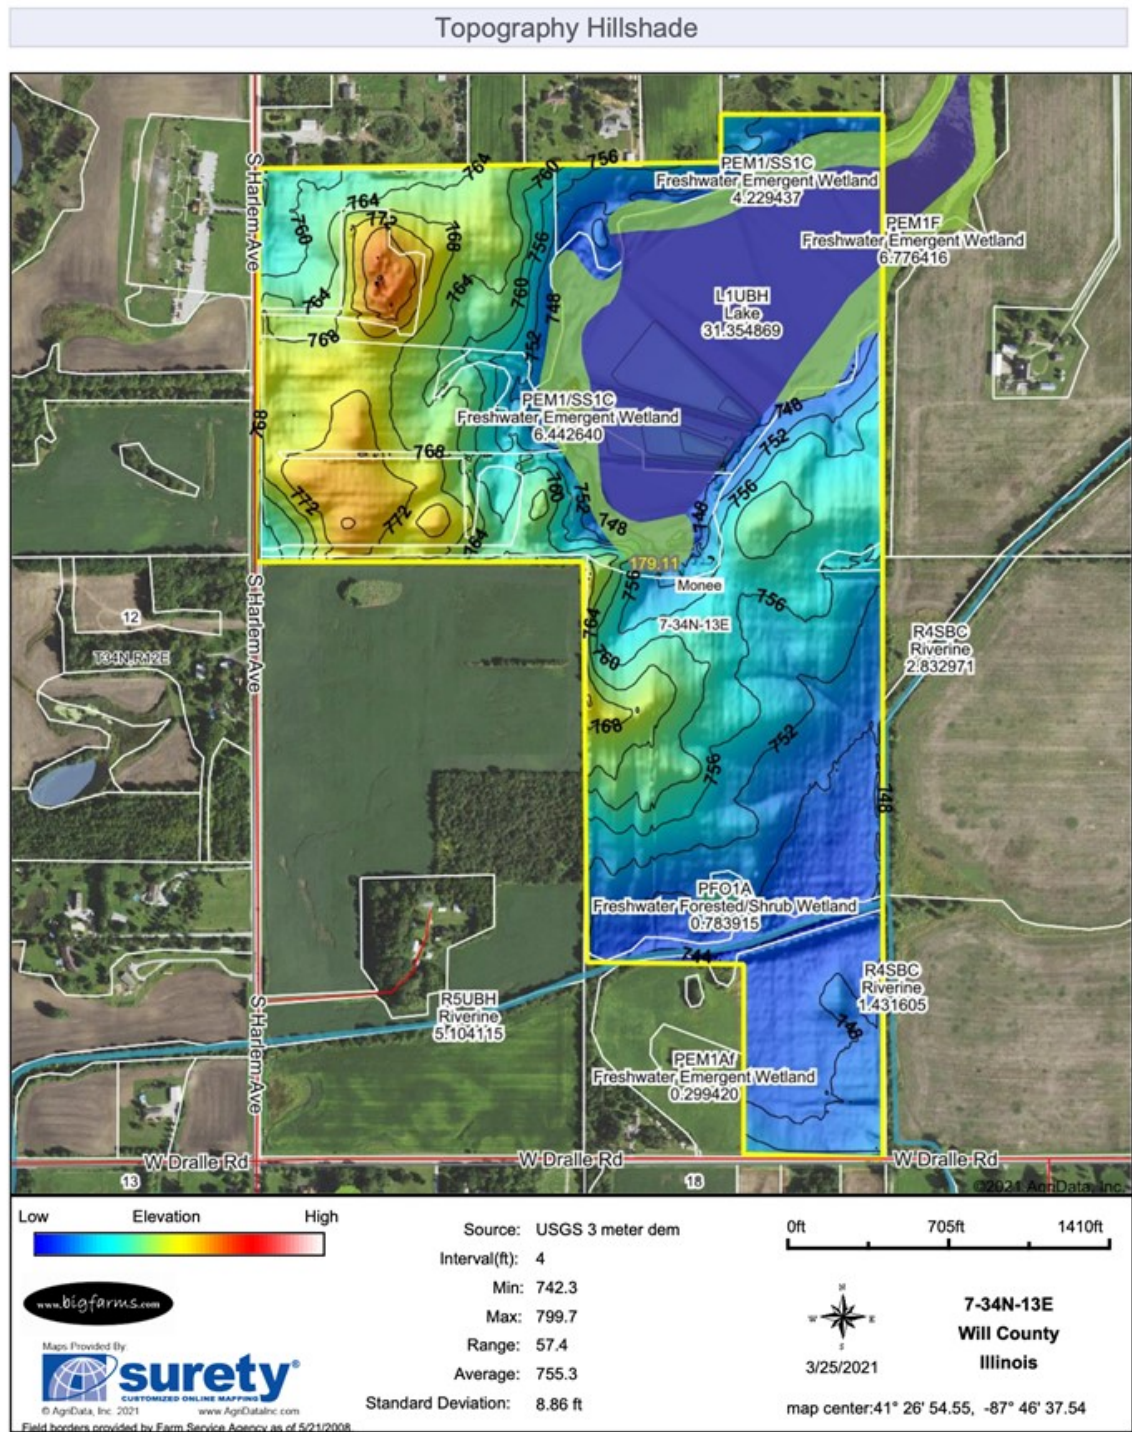 Topography Hillshade
764
760
756
PEM1/SS1C
Freshwater Emergent Wetland
4.229437
S Harlem Ave
764
772
768
760
756
PEM1F
Freshwater Emergent Wetland
6.776416
764
764
760
748
L1UBH
Lake
31.354869
768
752
PEM1/SS1C
Freshwater Emergent Wetland
6.442640
748
752
768
768
756
772
772
760
752
748
748
764
179.11
Monee
756
756
764
7-34N-13E
12
T34N,R12E
S Harlem Ave
760
R4SBC
Riverine
2.832971
768
752
756
748
PFO1A
Freshwater Forested/Shrub Wetland
0.783915
744
R4SBC
Riverine
1.431605
R5UBH
Riverine
5.104115
S Harlem Ave
748
PEM1Af
Freshwater Emergent Wetland
0.299420
W Dralle Rd
W Dralle Rd
W Dralle Rd
13
18
©2021 AgriData, Inc.
Low Elevation High
Source: USGS 3 meter dem
Interval(ft): 4
Min: 742.3
Max: 799.7
Range: 57.4
Average: 755.3
Standard Deviation: 8.86 ft
0ft 705ft 1410ft
www.bigfarms.com
N
W E
S
3/25/2021
7-34N-13E
Will County
Illinois
map center:41° 26' 54.55, -87° 46' 37.54
Maps Provided By:
surety®
CUSTOMIZED ONLINE MAPPING
© AgriData, Inc. 2021 www.AgriDataInc.com
Field borders provided by Farm Service Agency as of 5/21/2008.